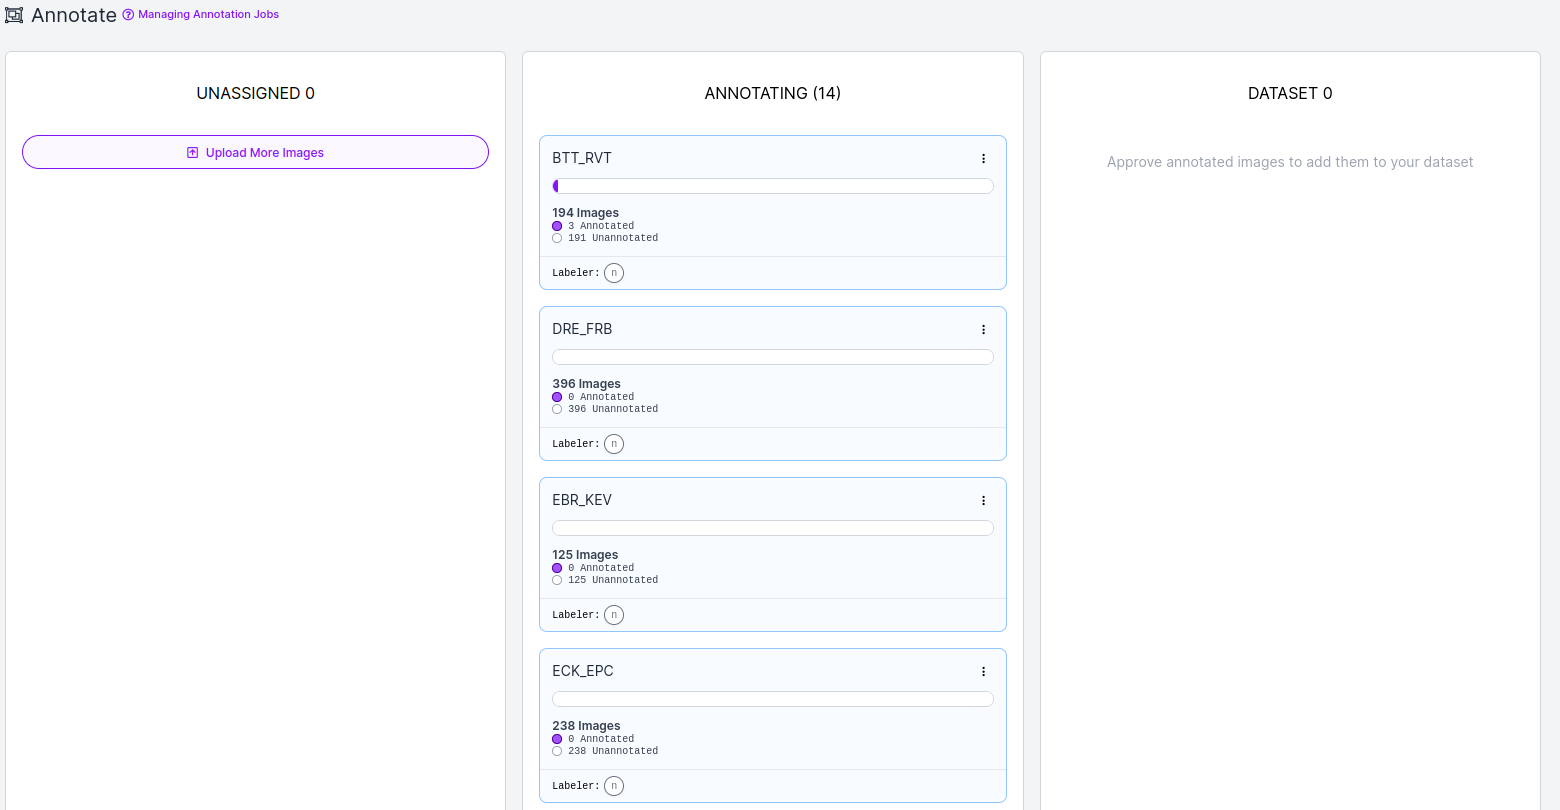 Annotate Managing Annotation Jobs
UNASSIGNED 0
Upload More Images
ANNOTATING (14)
BTT_RVT
194 Images
3 Annotated
191 Unannotated
Labeler: n
DRE_FRB
396 Images
0 Annotated
396 Unannotated
Labeler: n
EBR_KEV
125 Images
0 Annotated
125 Unannotated
Labeler: n
ECK_EPC
238 Images
0 Annotated
238 Unannotated
Labeler: n
DATASET 0
Approve annotated images to add them to your dataset